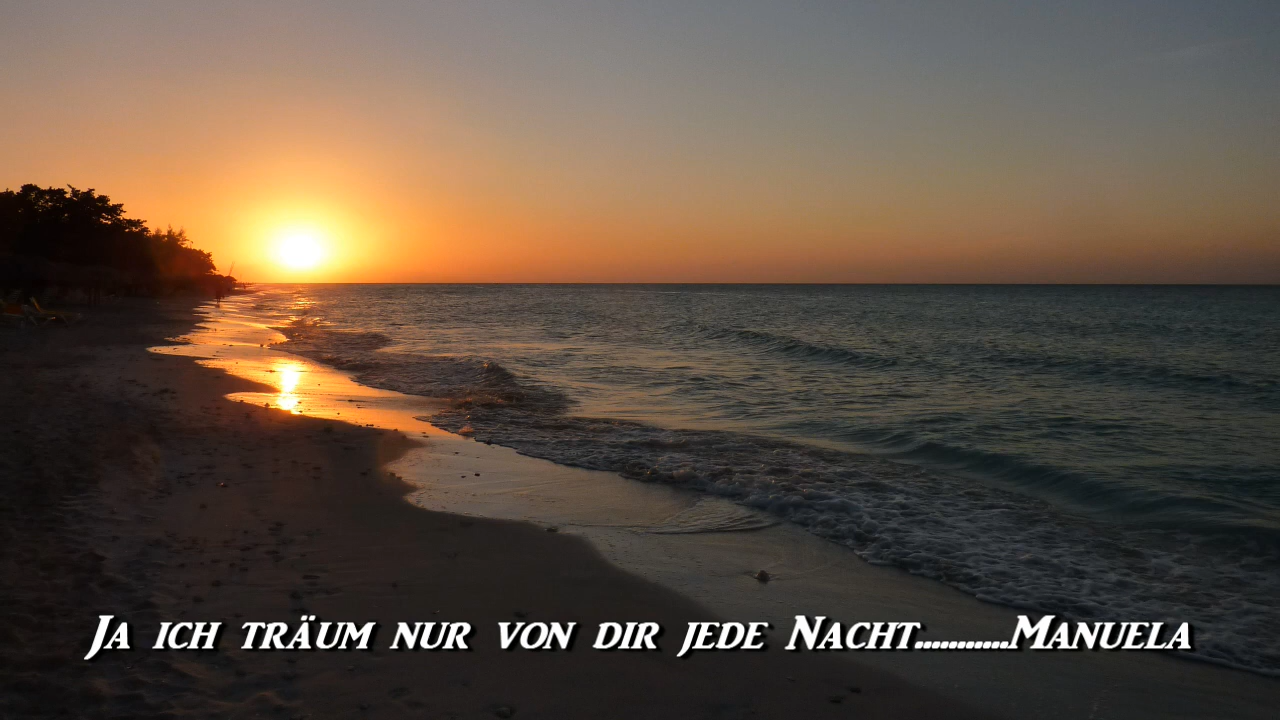 Ja ich träum nur von dir jede Nacht...........Manuela